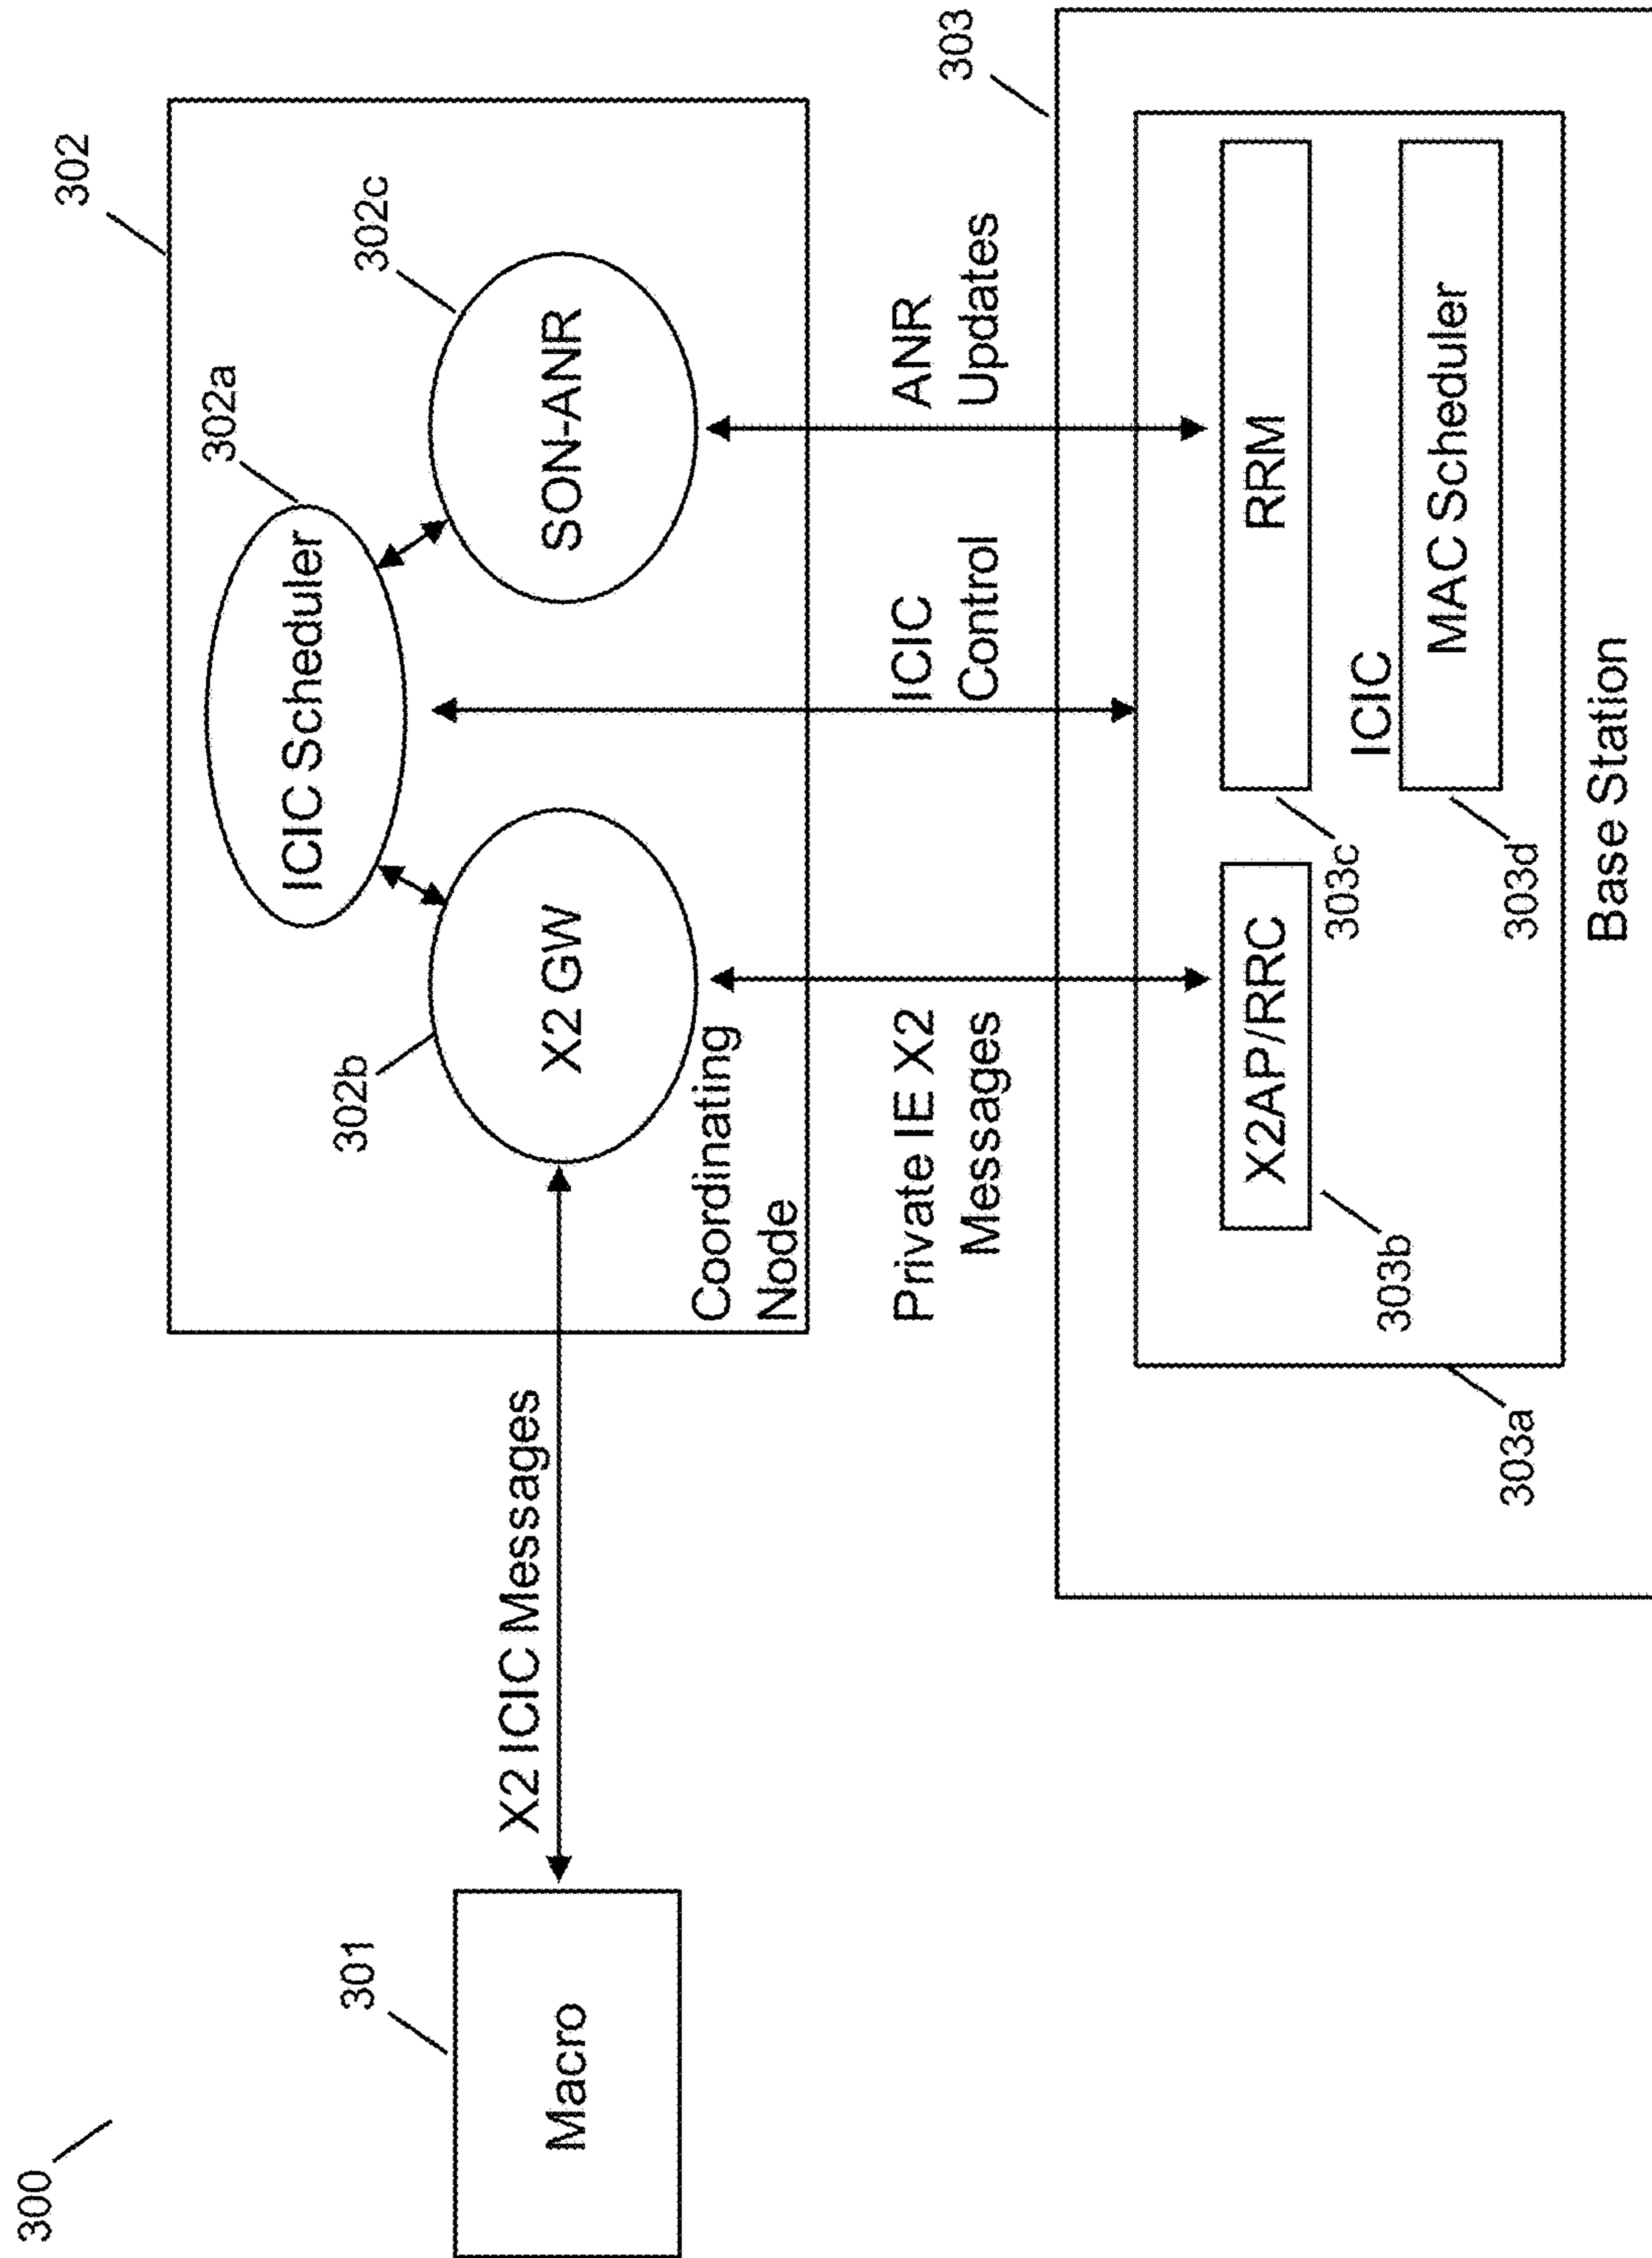 300
301
Macro
X2 ICIC Messages
302
302a
ICIC Scheduler
302b
X2 GW
302c
SON-ANR
Coordinating
Node
Private IE X2
Messages
ICIC
Control
ANR
Updates
303
303a
X2AP/RRC
303b
RRM
303c
ICIC
MAC Scheduler
303d
Base Station